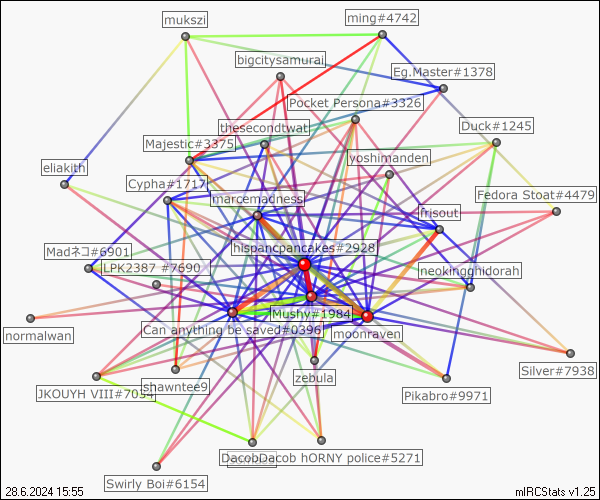 mukszi
ming#4742
bigcitysamurai
Eg.Master#1378
Pocket Persona#3326
thesecondtwat
Duck#1245
Majestic#3375
yoshimanden
eliakith
Cypha#1717
marcemadness
Fedora Stoat#4479
frisout
hispancpancakes#2928
Madネコ#6901
LPK2387 #7690
neokingghidorah
Mushy#1984
Can anything be saved#0396
moonraven
normalwan
Silver#7938
zebula
shawntee9
JKOUYH VIII#7034
Pikabro#9971
DacobDacob hORNY police#5271
Swirly Boi#6154
28.6.2024 15:55
mIRCStats v1.25